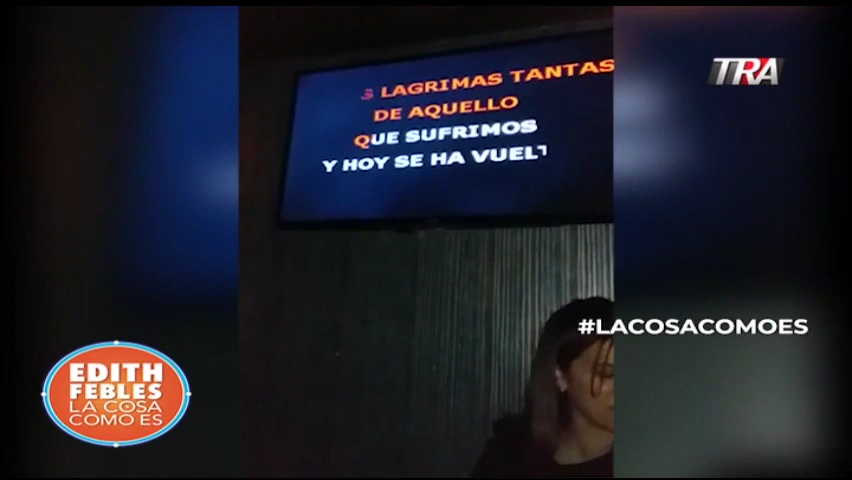 S LAGRIMAS TANTAS
DE AQUELLO
QUE SUFRIMOS
Y HOY SE HA VUELT
TRA
#LACOSACOMOES
EDITH
FEBLES
LA COSA
COMO ES